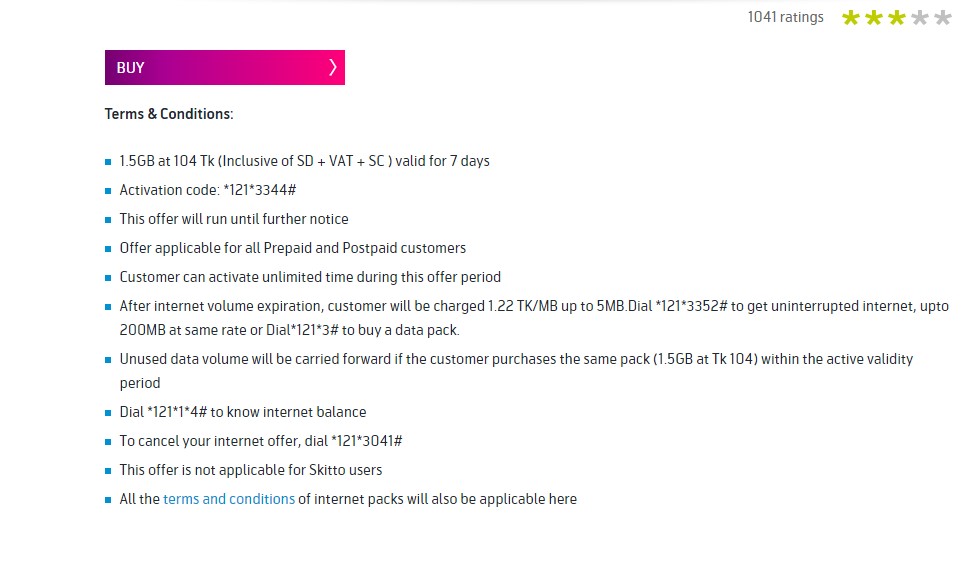 1041 ratings
BUY
Terms & Conditions:
1.5GB at 104 Tk (Inclusive of SD + VAT + SC ) valid for 7 days
Activation code: *121*3344#
This offer will run until further notice
Offer applicable for all Prepaid and Postpaid customers
Customer can activate unlimited time during this offer period
After internet volume expiration, customer will be charged 1.22 TK/MB up to 5MB.Dial *121*3352# to get uninterrupted internet, upto
200MB at same rate or Dial*121*3# to buy a data pack.
Unused data volume will be carried forward if the customer purchases the same pack (1.5GB at Tk 104) within the active validity
period
Dial *121*1*4# to know internet balance
To cancel your internet offer, dial *121*3041#
This offer is not applicable for Skitto users
All the terms and conditions of internet packs will also be applicable here